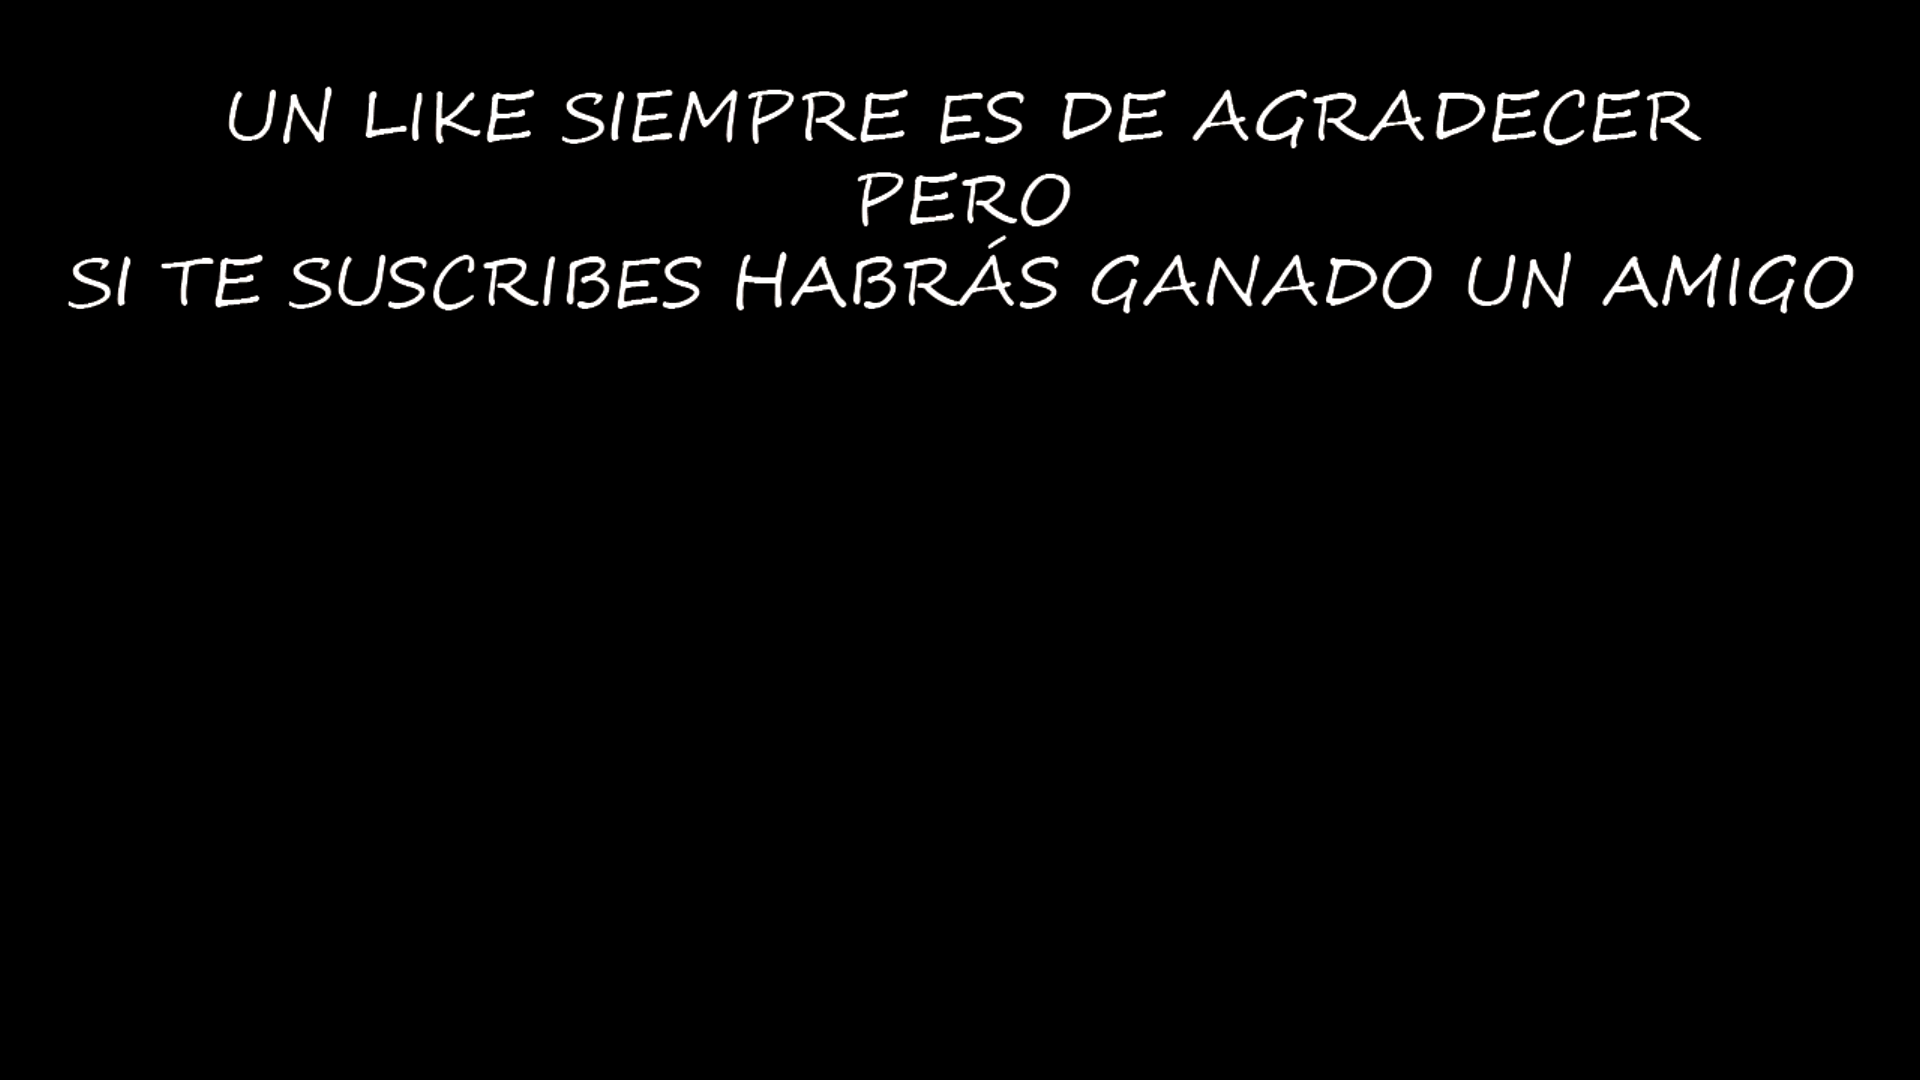 UN LIKE SIEMPRE ES DE AGRADECER
PERO
SI TE SUSCRIBES HABRÁS GANADO UN AMIGO